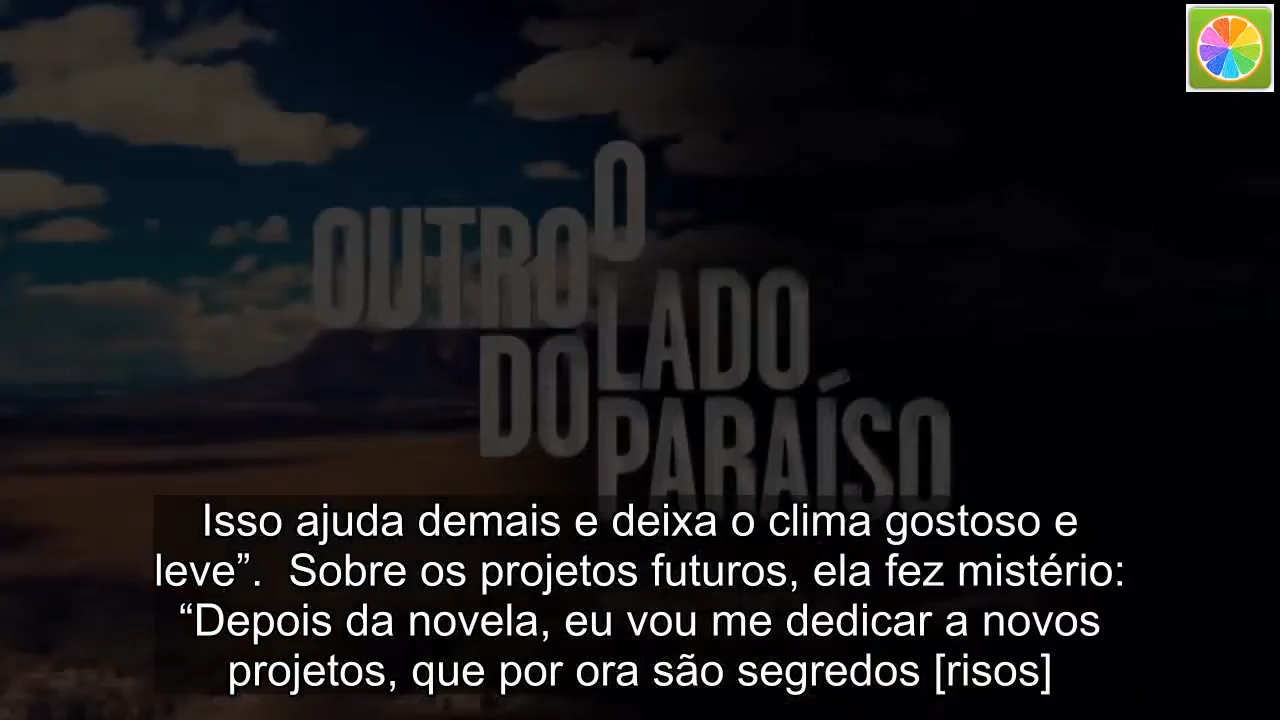 O
OUTRO
LADO
DO
PARAÍSO
Isso ajuda demais e deixa o clima gostoso e
leve”.  Sobre os projetos futuros, ela fez mistério:
“Depois da novela, eu vou me dedicar a novos
projetos, que por ora são segredos [risos]